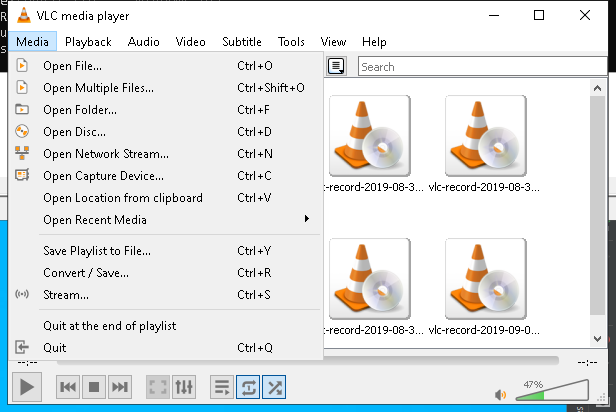 VLC media player
Media Playback Audio Video Subtitle Tools View Help
Open File... Ctrl+O
Open Multiple Files... Ctrl+Shift+O
Open Folder... Ctrl+F
Open Disc... Ctrl+D
Open Network Stream... Ctrl+N
Open Capture Device... Ctrl+C
Open Location from clipboard Ctrl+V
Open Recent Media
Save Playlist to File... Ctrl+Y
Convert / Save... Ctrl+R
Stream... Ctrl+S
Quit at the end of playlist
Quit Ctrl+Q
Search
:-record-2019-08-3... vlc-record-2019-08-3...
:-record-2019-08-3... vlc-record-2019-09-0...
--:-- --:--
47%